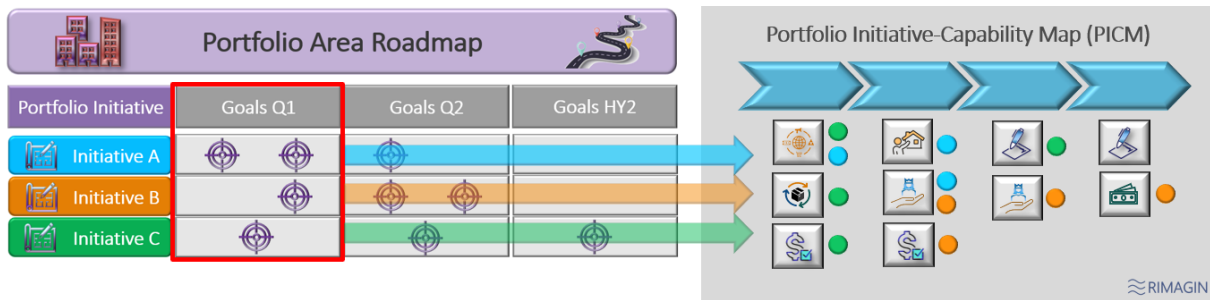 Portfolio Area Roadmap
Portfolio Initiative-Capability Map (PICM)
Portfolio Initiative
Goals Q1
Goals Q2
Goals HY2
Initiative A
Initiative B
Initiative C
RIMAGIN